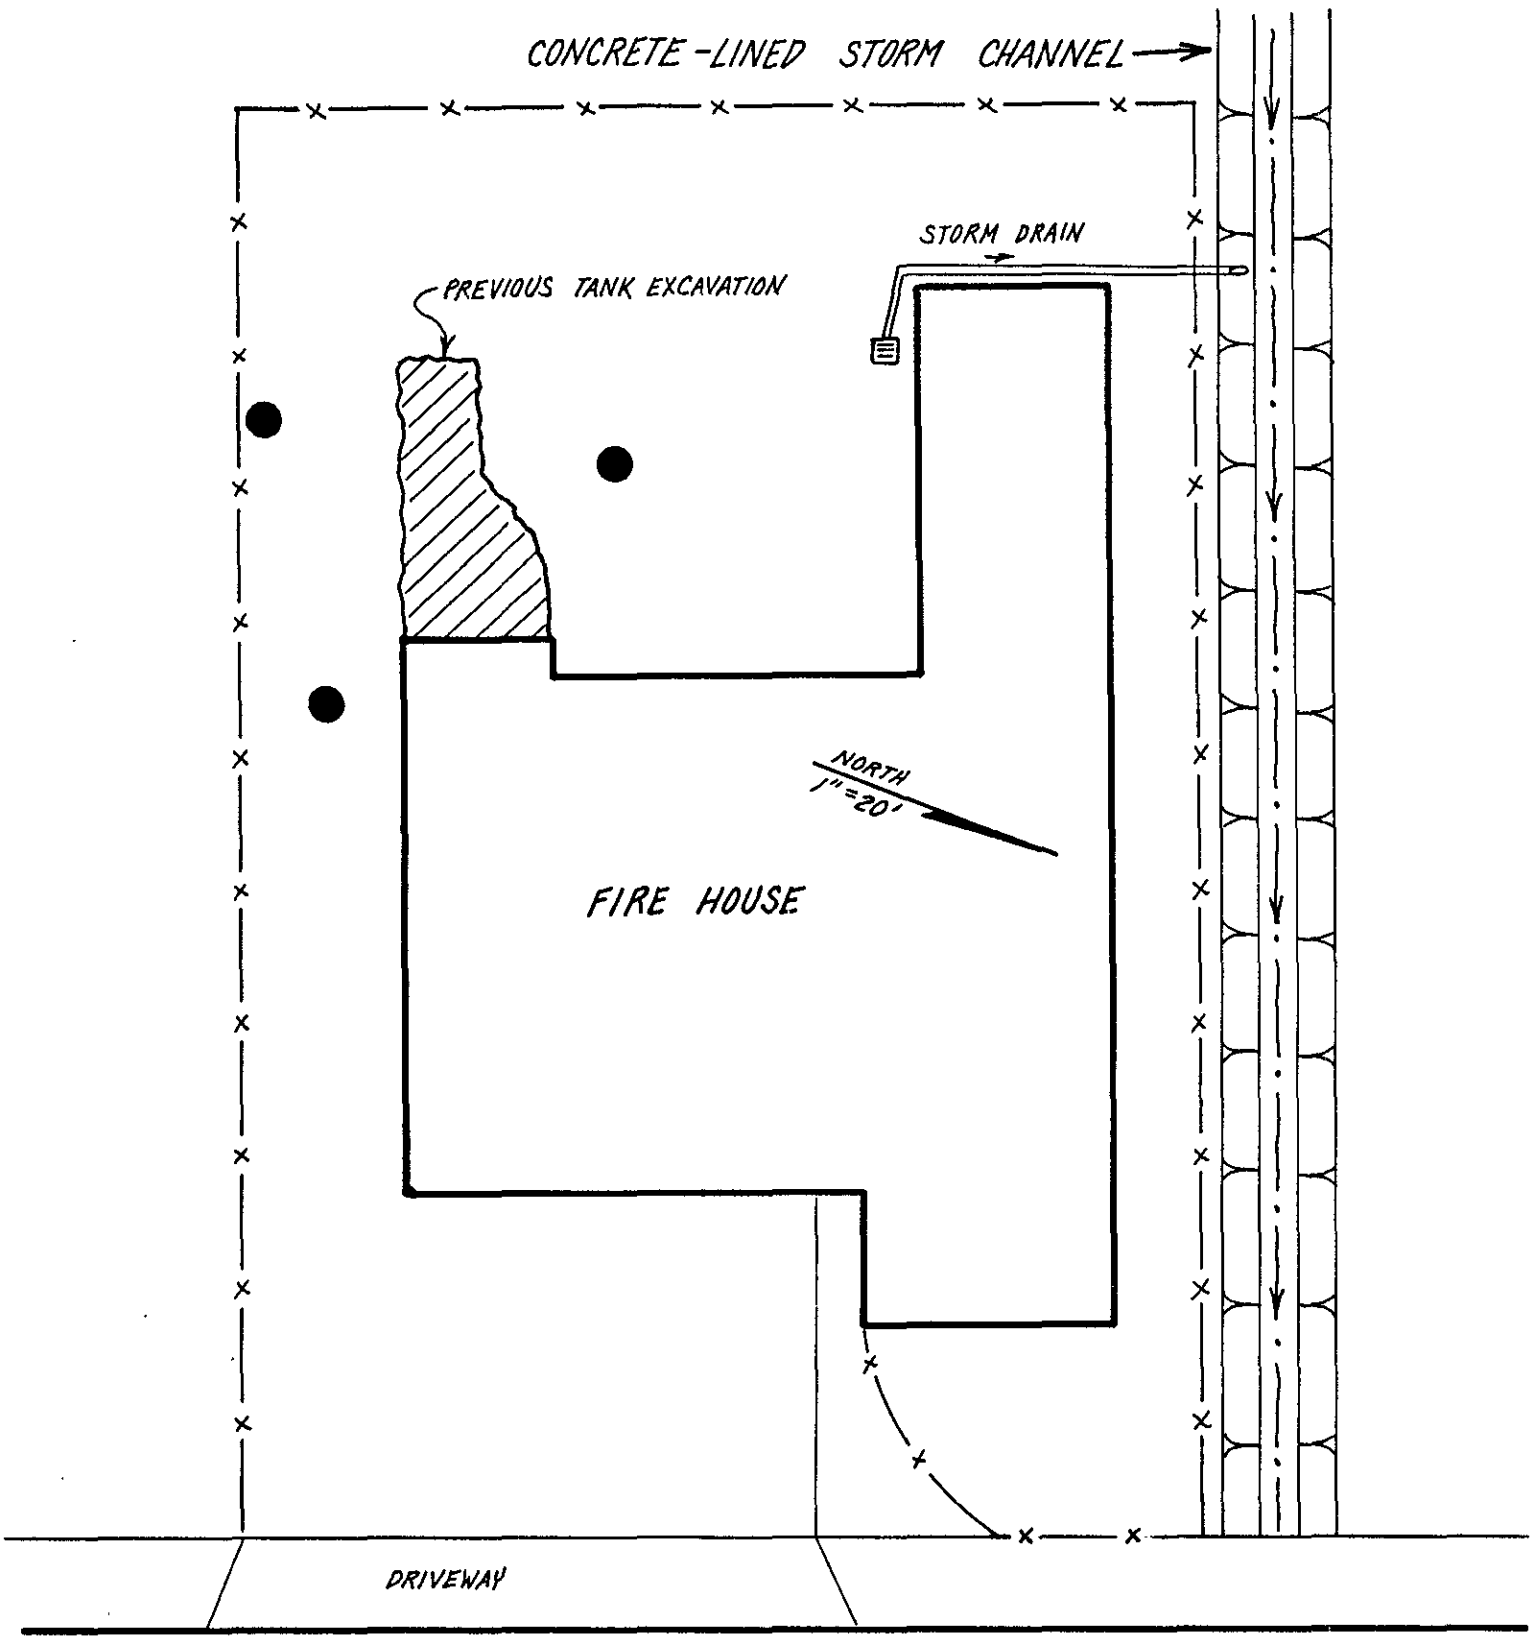 CONCRETE-LINED STORM CHANNEL
STORM DRAIN
PREVIOUS TANK EXCAVATION
NORTH
1"=20'
FIRE HOUSE
DRIVEWAY